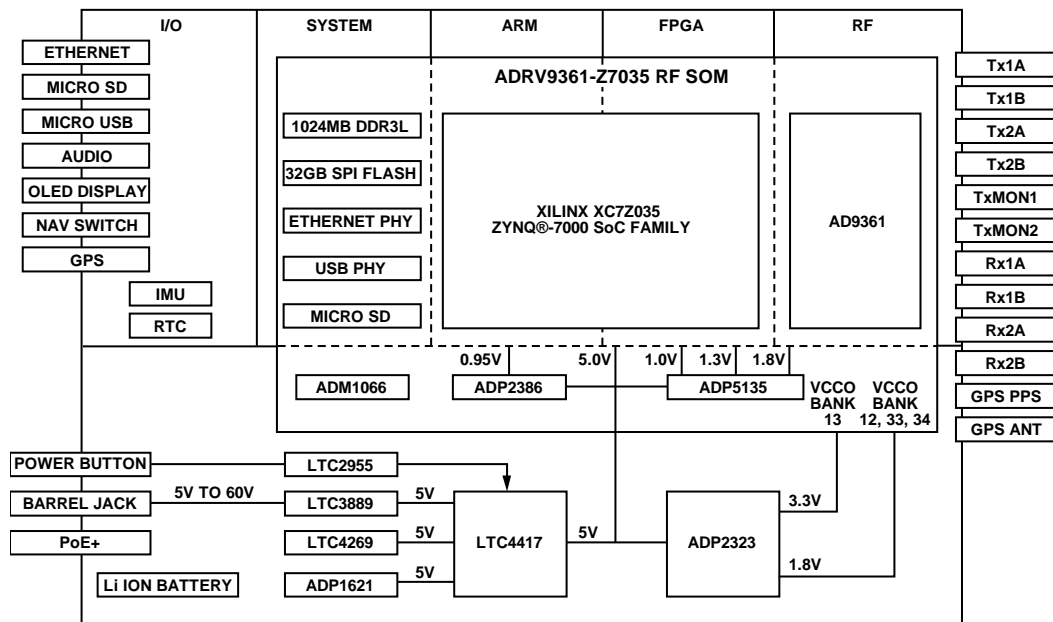 I/O
SYSTEM
ARM
FPGA
RF
ETHERNET
MICRO SD
MICRO USB
AUDIO
OLED DISPLAY
NAV SWITCH
GPS
IMU
RTC
ADRV9361-Z7035 RF SOM
1024MB DDR3L
32GB SPI FLASH
ETHERNET PHY
USB PHY
MICRO SD
XILINX XC7Z035
ZYNQ®-7000 SoC FAMILY
AD9361
Tx1A
Tx1B
Tx2A
Tx2B
TxMON1
TxMON2
Rx1A
Rx1B
Rx2A
Rx2B
GPS PPS
GPS ANT
0.95V
5.0V
1.0V
1.3V
1.8V
ADM1066
ADP2386
ADP5135
VCCO
BANK
13
VCCO
BANK
12, 33, 34
POWER BUTTON
BARREL JACK
PoE+
Li ION BATTERY
5V TO 60V
LTC2955
LTC3889
LTC4269
ADP1621
5V
5V
5V
LTC4417
5V
ADP2323
3.3V
1.8V